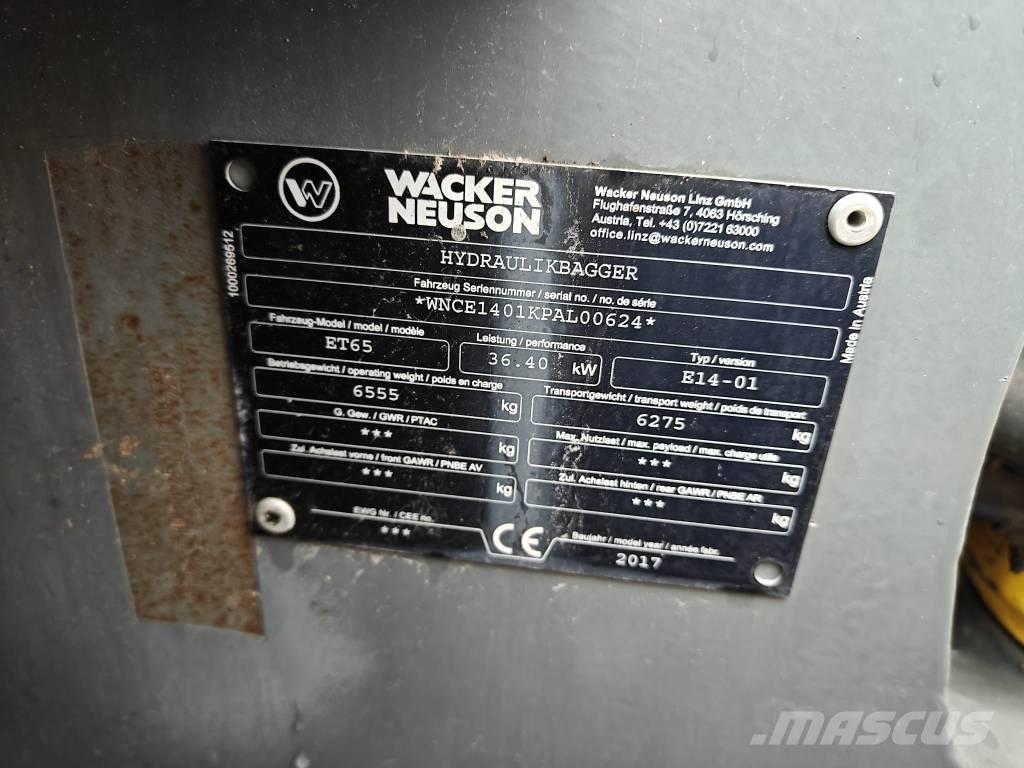 W
WACKER
NEUSON
Wacker Neuson Linz GmbH
Flughafenstraße 7, 4063 Hörsching
Austria, Tel. +43 (0)7221 63000
office.linz@wackerneuson.com
1000269512
HYDRAULIKBAGGER
Fahrzeug Seriennummer / serial no. / no. de série
*WNCE1401KPAL00624*
Made in Austria
Fahrzeug-Model / model / modèle
ET65
Leistung / performance
36.40 kW
Typ / version
E14-01
Betriebsgewicht / operating weight / poids en charge
6555 kg
Transportgewicht / transport weight / poids de transport
6275 kg
G. Gew. / GWR / PTAC
*** kg
Max. Nutzlast / max. payload / max. charge utile
*** kg
Zul. Achslast vorne / front GAWR / PNBE AV
*** kg
Zul. Achslast hinten / rear GAWR / PNBE AR
*** kg
EWG Nr. / CEE no.
***
CE
Baujahr / model year / année fabr.
2017
MASCUS